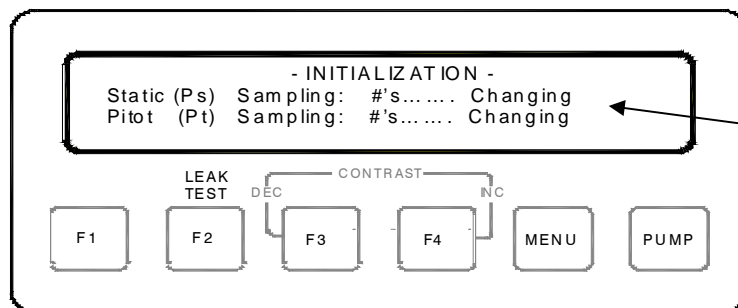 - INITIALIZATION -
Static (Ps) Sampling: #'s....... Changing
Pitot (Pt) Sampling: #'s....... Changing
LEAK
TEST
DEC
CONTRAST
INC
F1
F2
F3
F4
MENU
PUMP